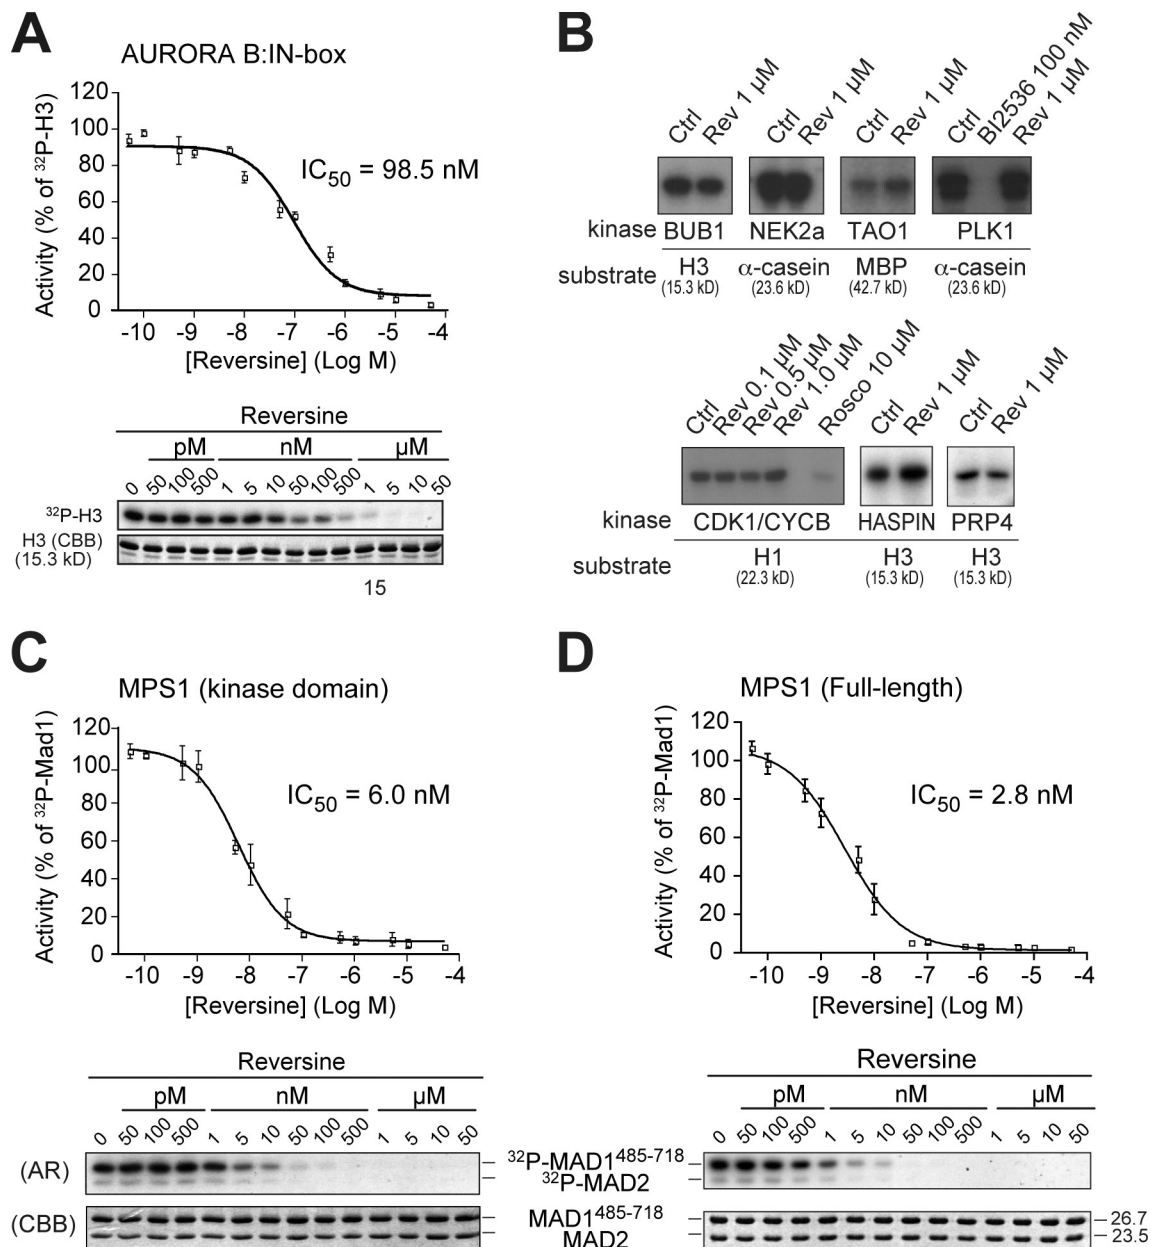 A
AURORA B:IN-box
Activity (% of ³²P-H3)
120
100
80
60
40
20
0
IC₅₀ = 98.5 nM
-10 -9 -8 -7 -6 -5 -4
[Reversine] (Log M)
Reversine
pM nM µM
0 50 100 500 1 5 10 50 100 500 1 5 10 50
³²P-H3
H3 (CBB)
(15.3 kD)
15
B
Ctrl Rev 1 µM Ctrl Rev 1 µM Ctrl Rev 1 µM Ctrl BI2536 100 nM Rev 1 µM
kinase BUB1 NEK2a TAO1 PLK1
substrate H3 α-casein MBP α-casein
(15.3 kD) (23.6 kD) (42.7 kD) (23.6 kD)
Ctrl Rev 0.1 µM Rev 0.5 µM Rev 1.0 µM Rosco 10 µM Ctrl Rev 1 µM Ctrl Rev 1 µM
kinase CDK1/CYCB HASPIN PRP4
substrate H1 H3 H3
(22.3 kD) (15.3 kD) (15.3 kD)
C
MPS1 (kinase domain)
Activity (% of ³²P-Mad1)
120
100
80
60
40
20
0
IC₅₀ = 6.0 nM
-10 -9 -8 -7 -6 -5 -4
[Reversine] (Log M)
Reversine
pM nM µM
0 50 100 500 1 5 10 50 100 500 1 5 10 50
(AR)
(CBB)
D
MPS1 (Full-length)
Activity (% of ³²P-Mad1)
120
100
80
60
40
20
0
IC₅₀ = 2.8 nM
-10 -9 -8 -7 -6 -5 -4
[Reversine] (Log M)
Reversine
pM nM µM
0 50 100 500 1 5 10 50 100 500 1 5 10 50
³²P-MAD1⁴⁸⁵⁻⁷¹⁸
³²P-MAD2
MAD1⁴⁸⁵⁻⁷¹⁸
MAD2
26.7
23.5